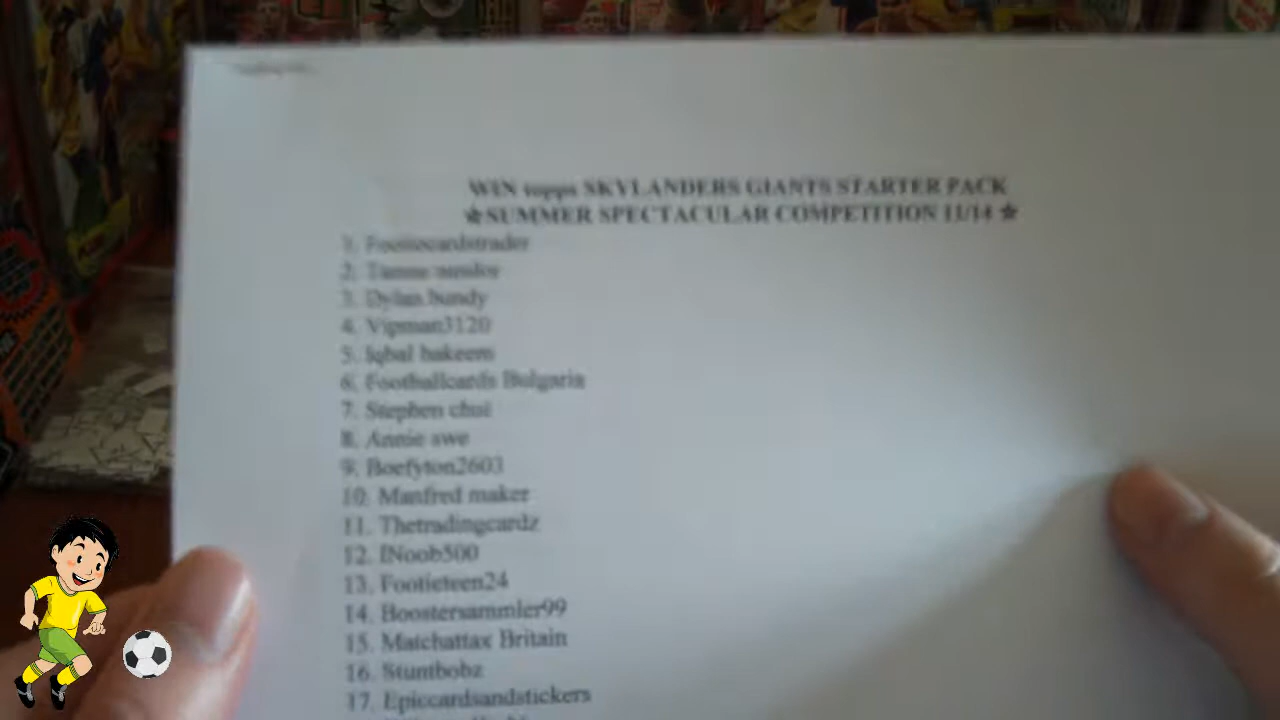 WIN topps SKYLANDERS GIANTS STARTER PACK
☆SUMMER SPECTACULAR COMPETITION 11/14 ☆
1. Footiecardstrader
2.
3. Dylan bundy
4. Vipman3120
5. Iqbal hakeem
6. Footballcards Bulgaria
7. Stephen chui
8. Annie awe
9. Boefyton2603
10. Manfred maker
11. Thetradingcardz
12. INoob500
13. Footieteen24
14. Boostersammler99
15. Matchattax Britain
16. Stuntbobz
17. Epiccardsandstickers